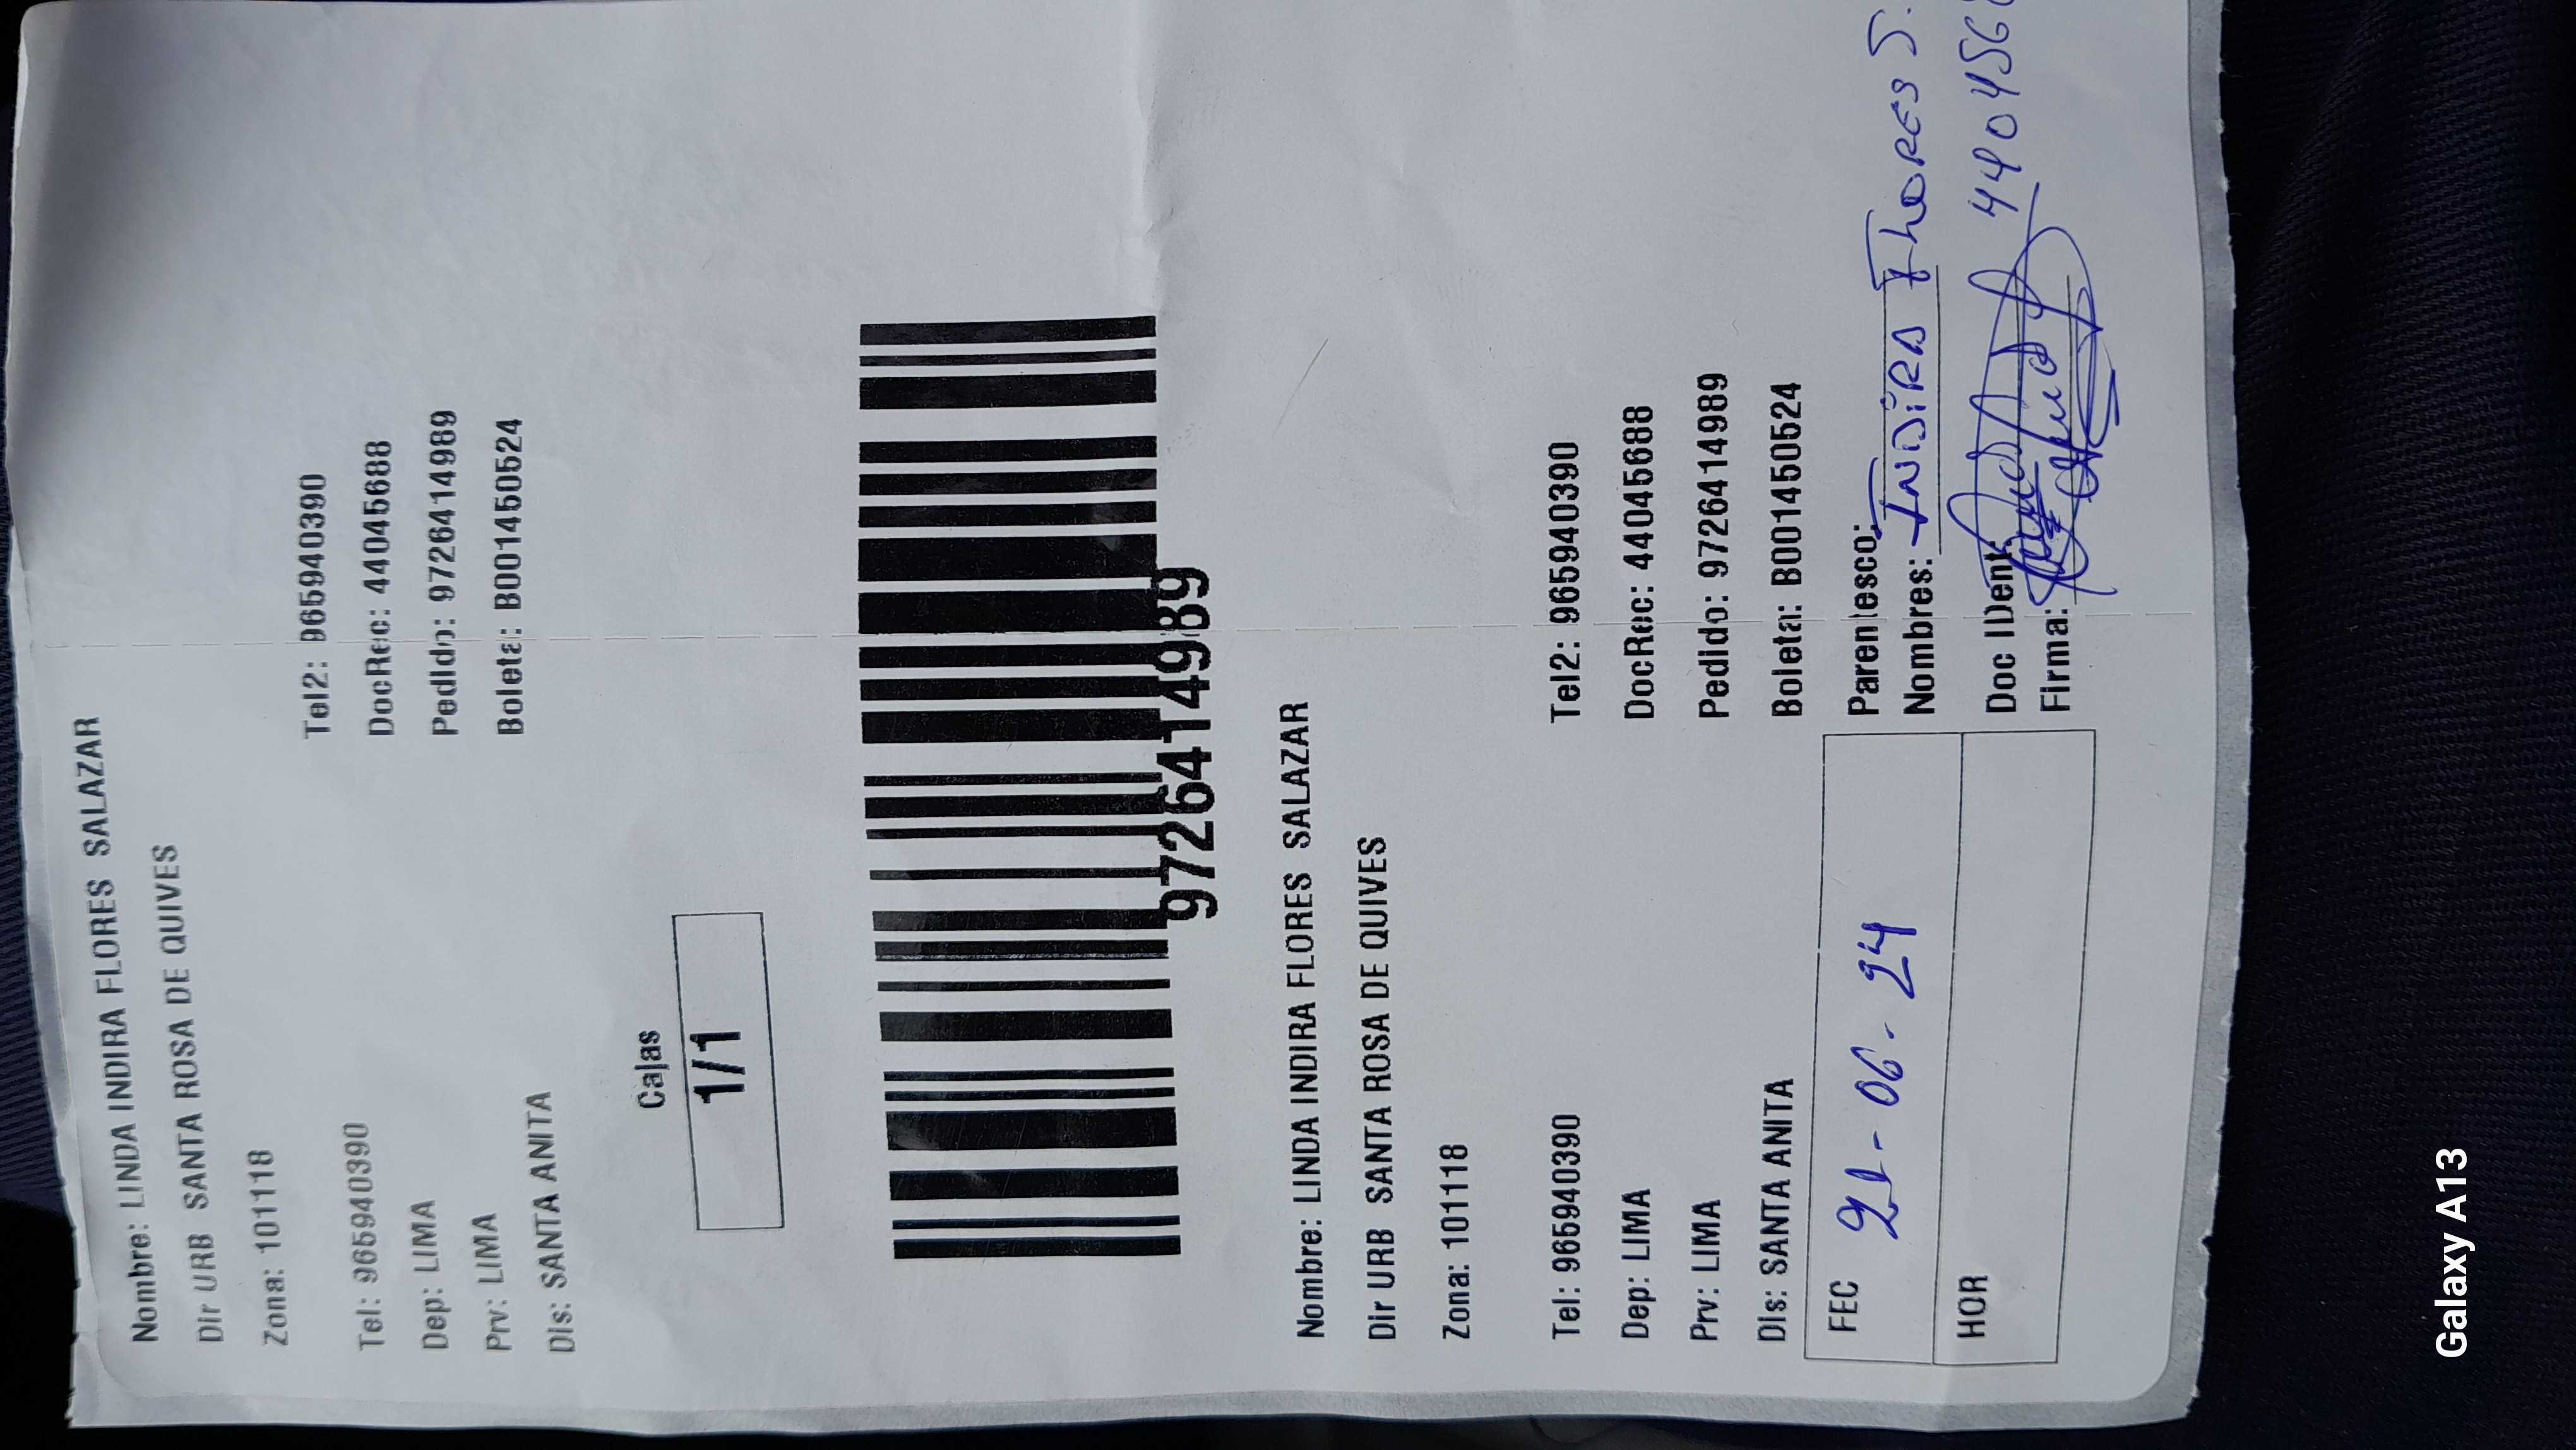 Nombre: LINDA INDIRA FLORES SALAZAR
Dir URB SANTA ROSA DE QUIVES
Zona: 101118
Tel: 965940390 Tel2: 965940390
Dep: LIMA DocRec: 44045688
Prv: LIMA Pedido: 972641498­9
Dis: SANTA ANITA Boleta: B001450524
Cajas
1/1
9726414989
Nombre: LINDA INDIRA FLORES SALAZAR
Dir URB SANTA ROSA DE QUIVES
Zona: 101118
Tel: 965940390 Tel2: 965940390
Dep: LIMA DocRec: 44045688
Prv: LIMA Pedido: 9726414989
Dis: SANTA ANITA Boleta: B001450524
FEC 21-06-24
Parentesco:
Nombres: INDIRA Flores S.
HOR
Doc IDent:
Firma:
Galaxy A13